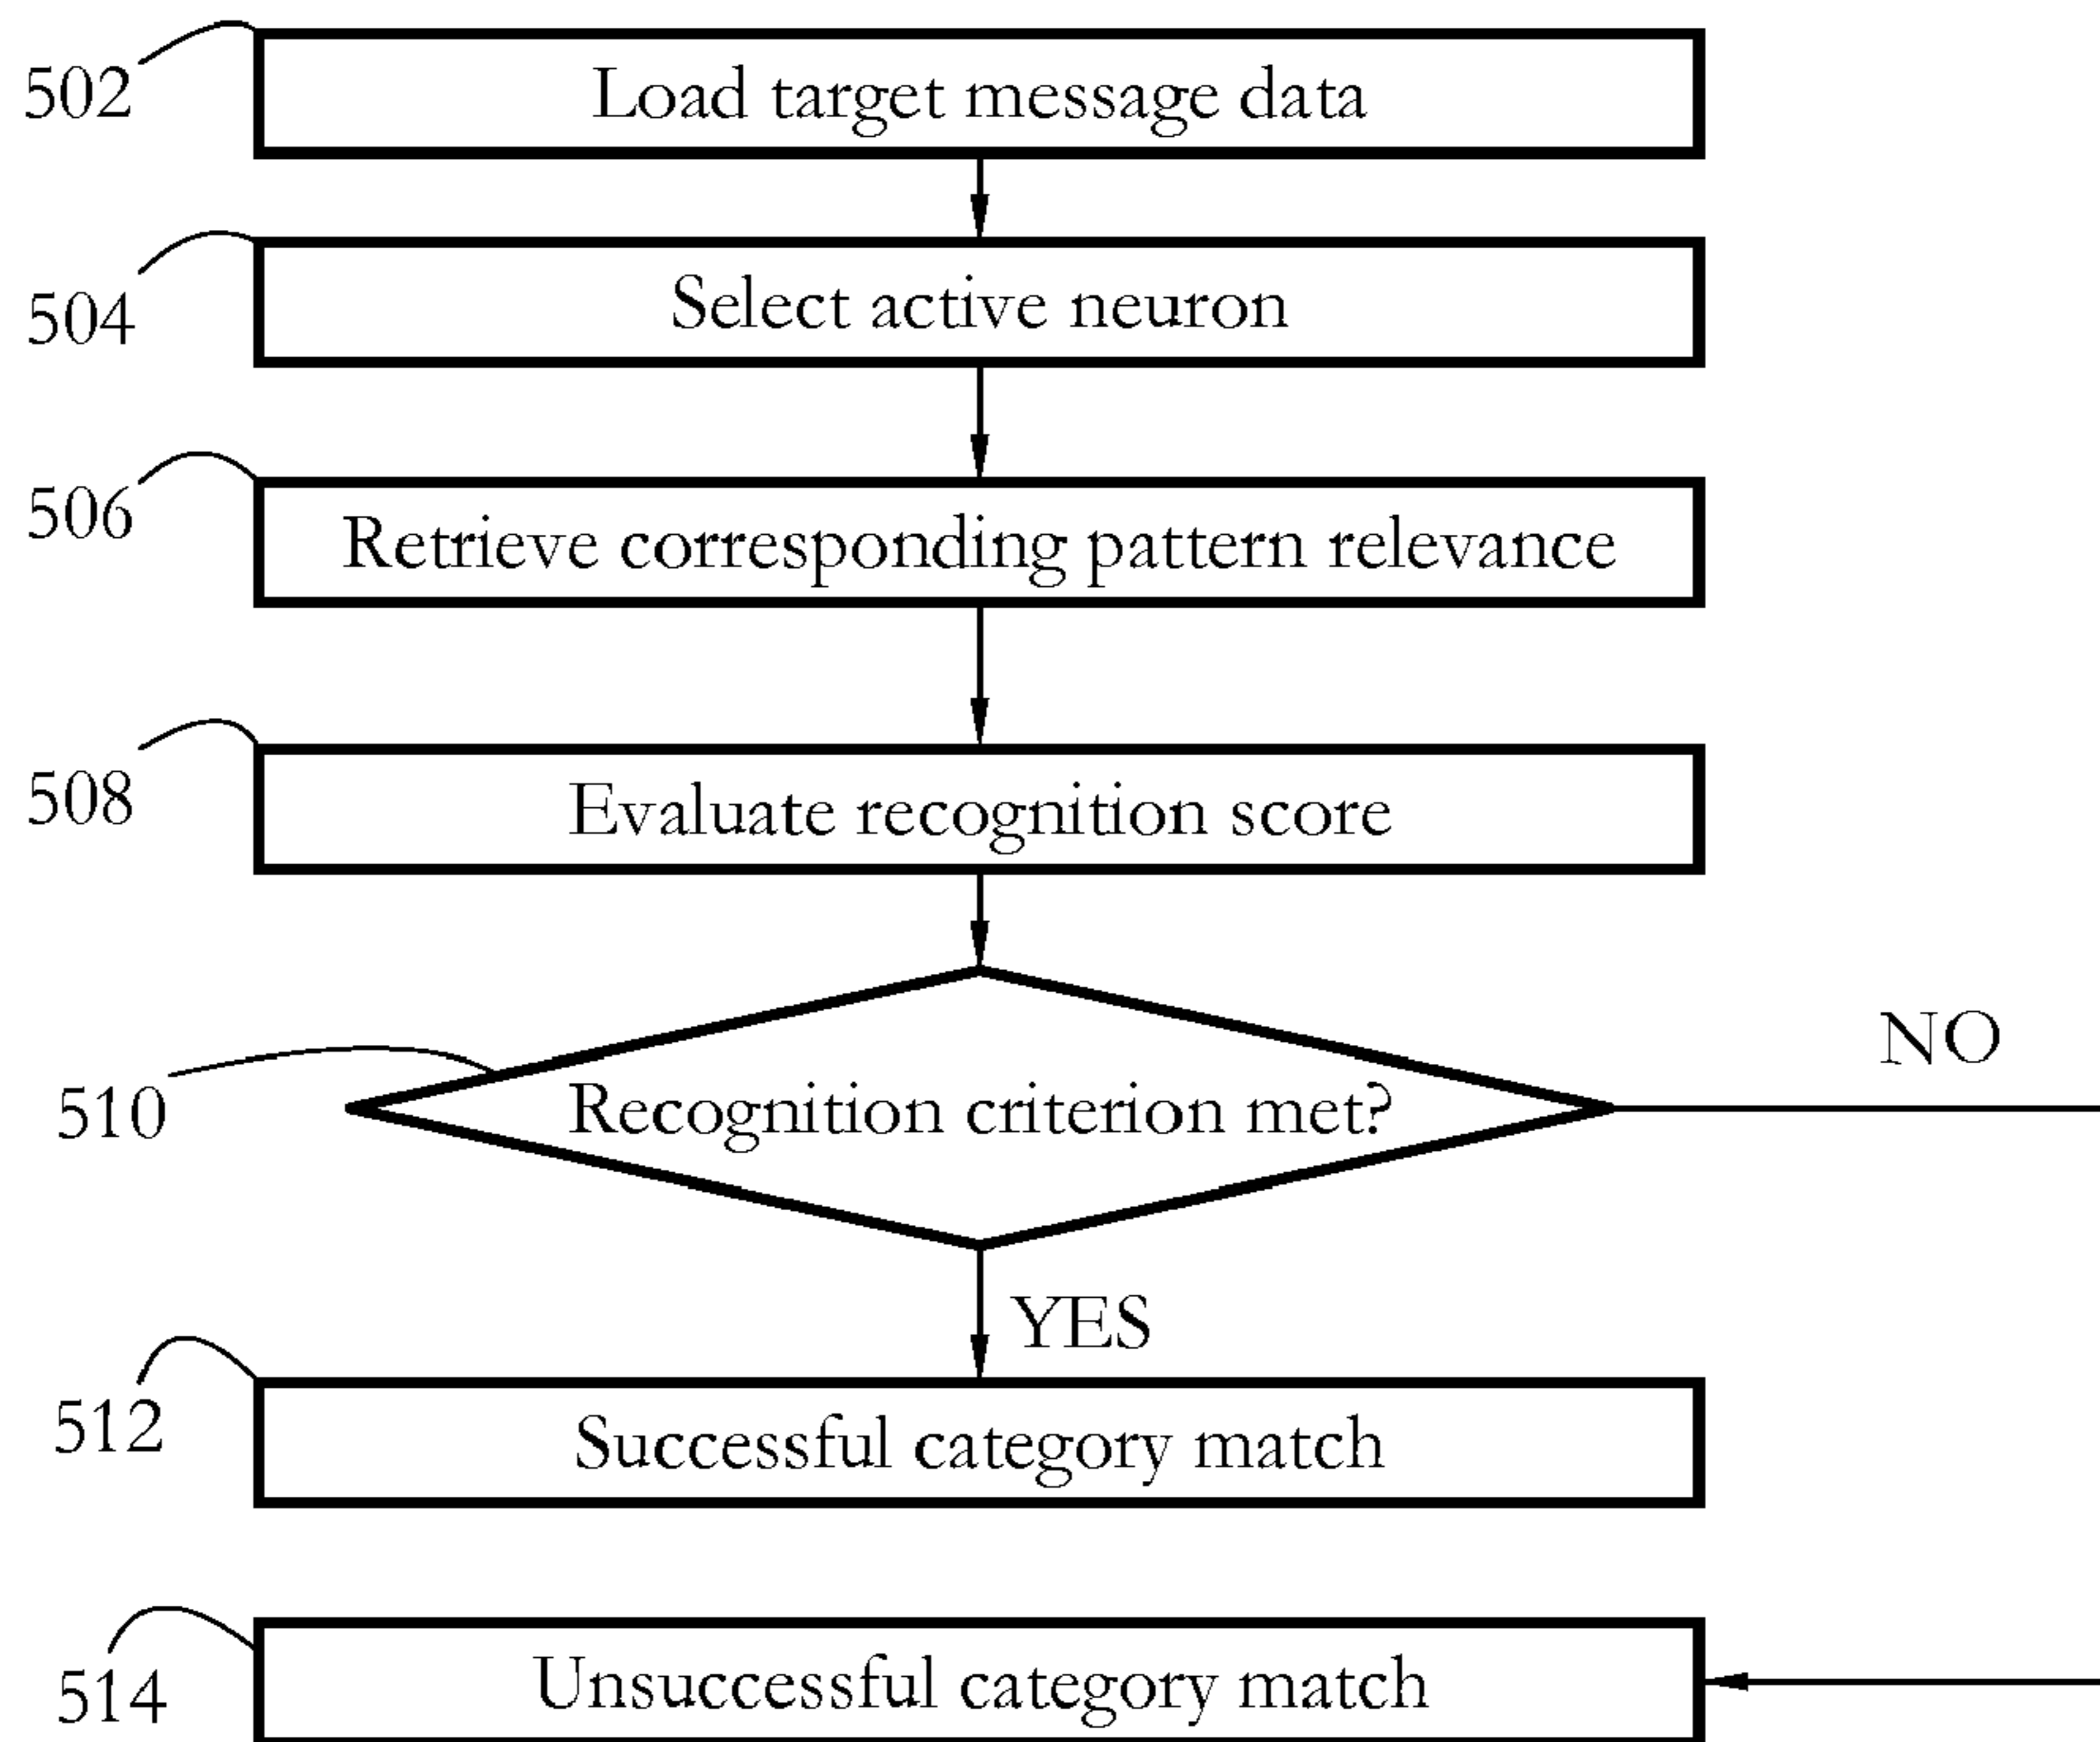 502
Load target message data
504
Select active neuron
506
Retrieve corresponding pattern relevance
508
Evaluate recognition score
510
Recognition criterion met?
NO
YES
512
Successful category match
514
Unsuccessful category match